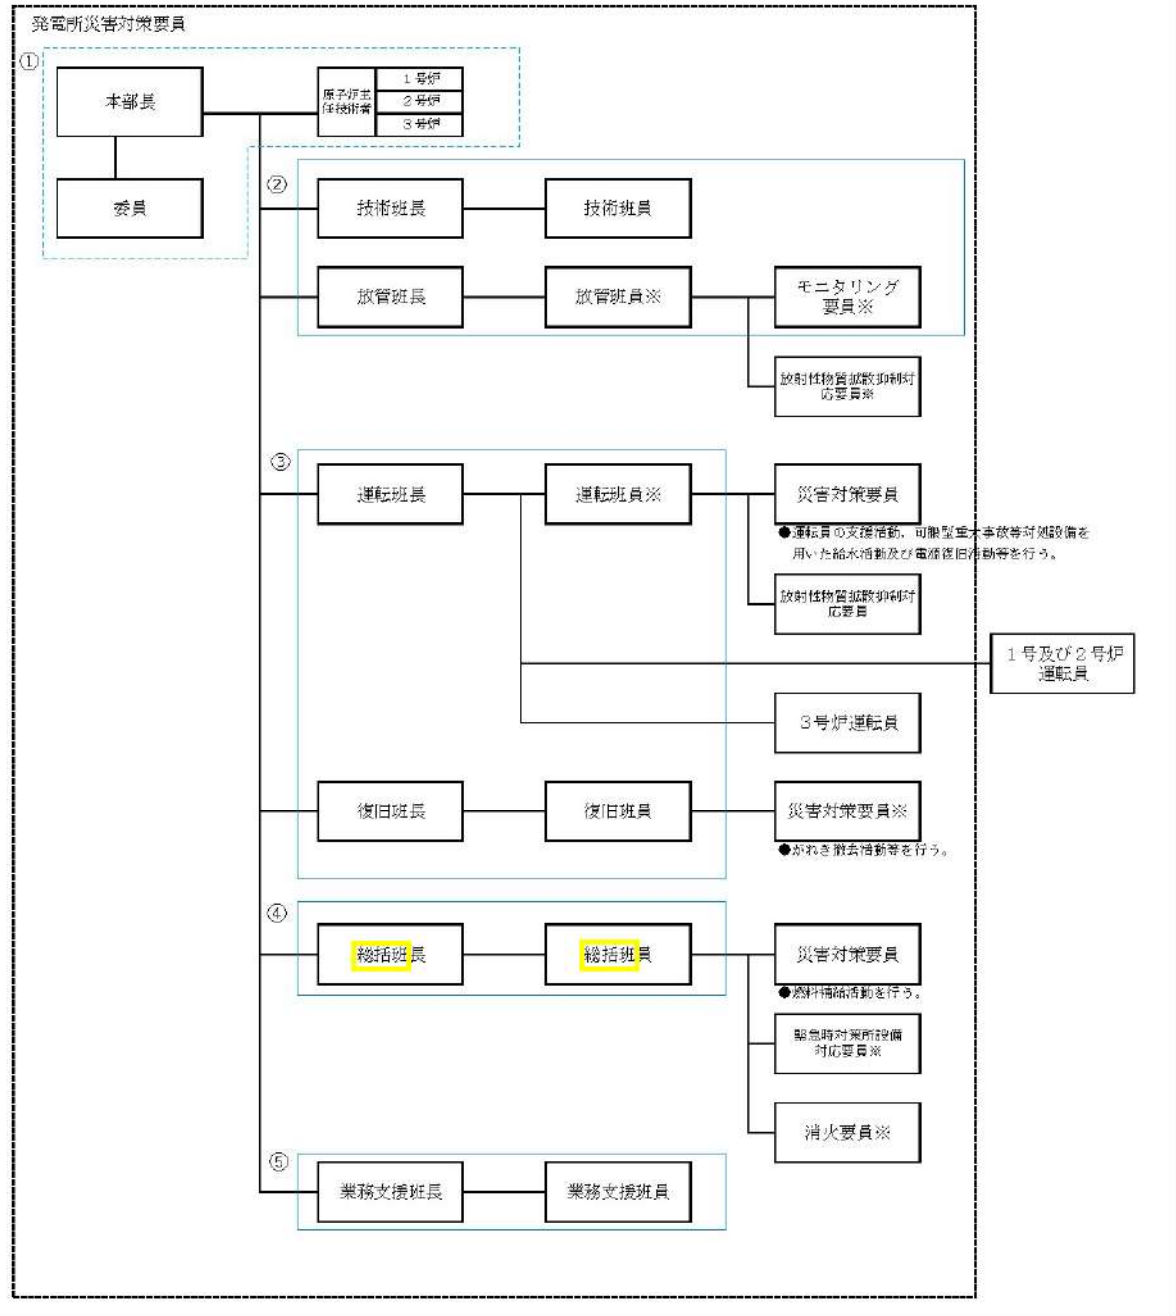 発電所災害対策要員
①
本部長
原子炉主
任技術者
1号炉
2号炉
3号炉
委員
②
技術班長
技術班員
放管班長
放管班員※
モニタリング
要員※
放射性物質拡散抑制対
応要員※
③
運転班長
運転班員※
災害対策要員
●運転員の支援活動，可搬型重大事故等対処設備を
用いた給水活動及び電源復旧活動等を行う。
放射性物質拡散抑制対
応要員
1号及び2号炉
運転員
3号炉運転員
復旧班長
復旧班員
災害対策要員※
●がれき撤去活動等を行う。
④
総括班長
総括班員
災害対策要員
●燃料補給活動を行う。
緊急時対策所設備
対応要員※
消火要員※
⑤
業務支援班長
業務支援班員